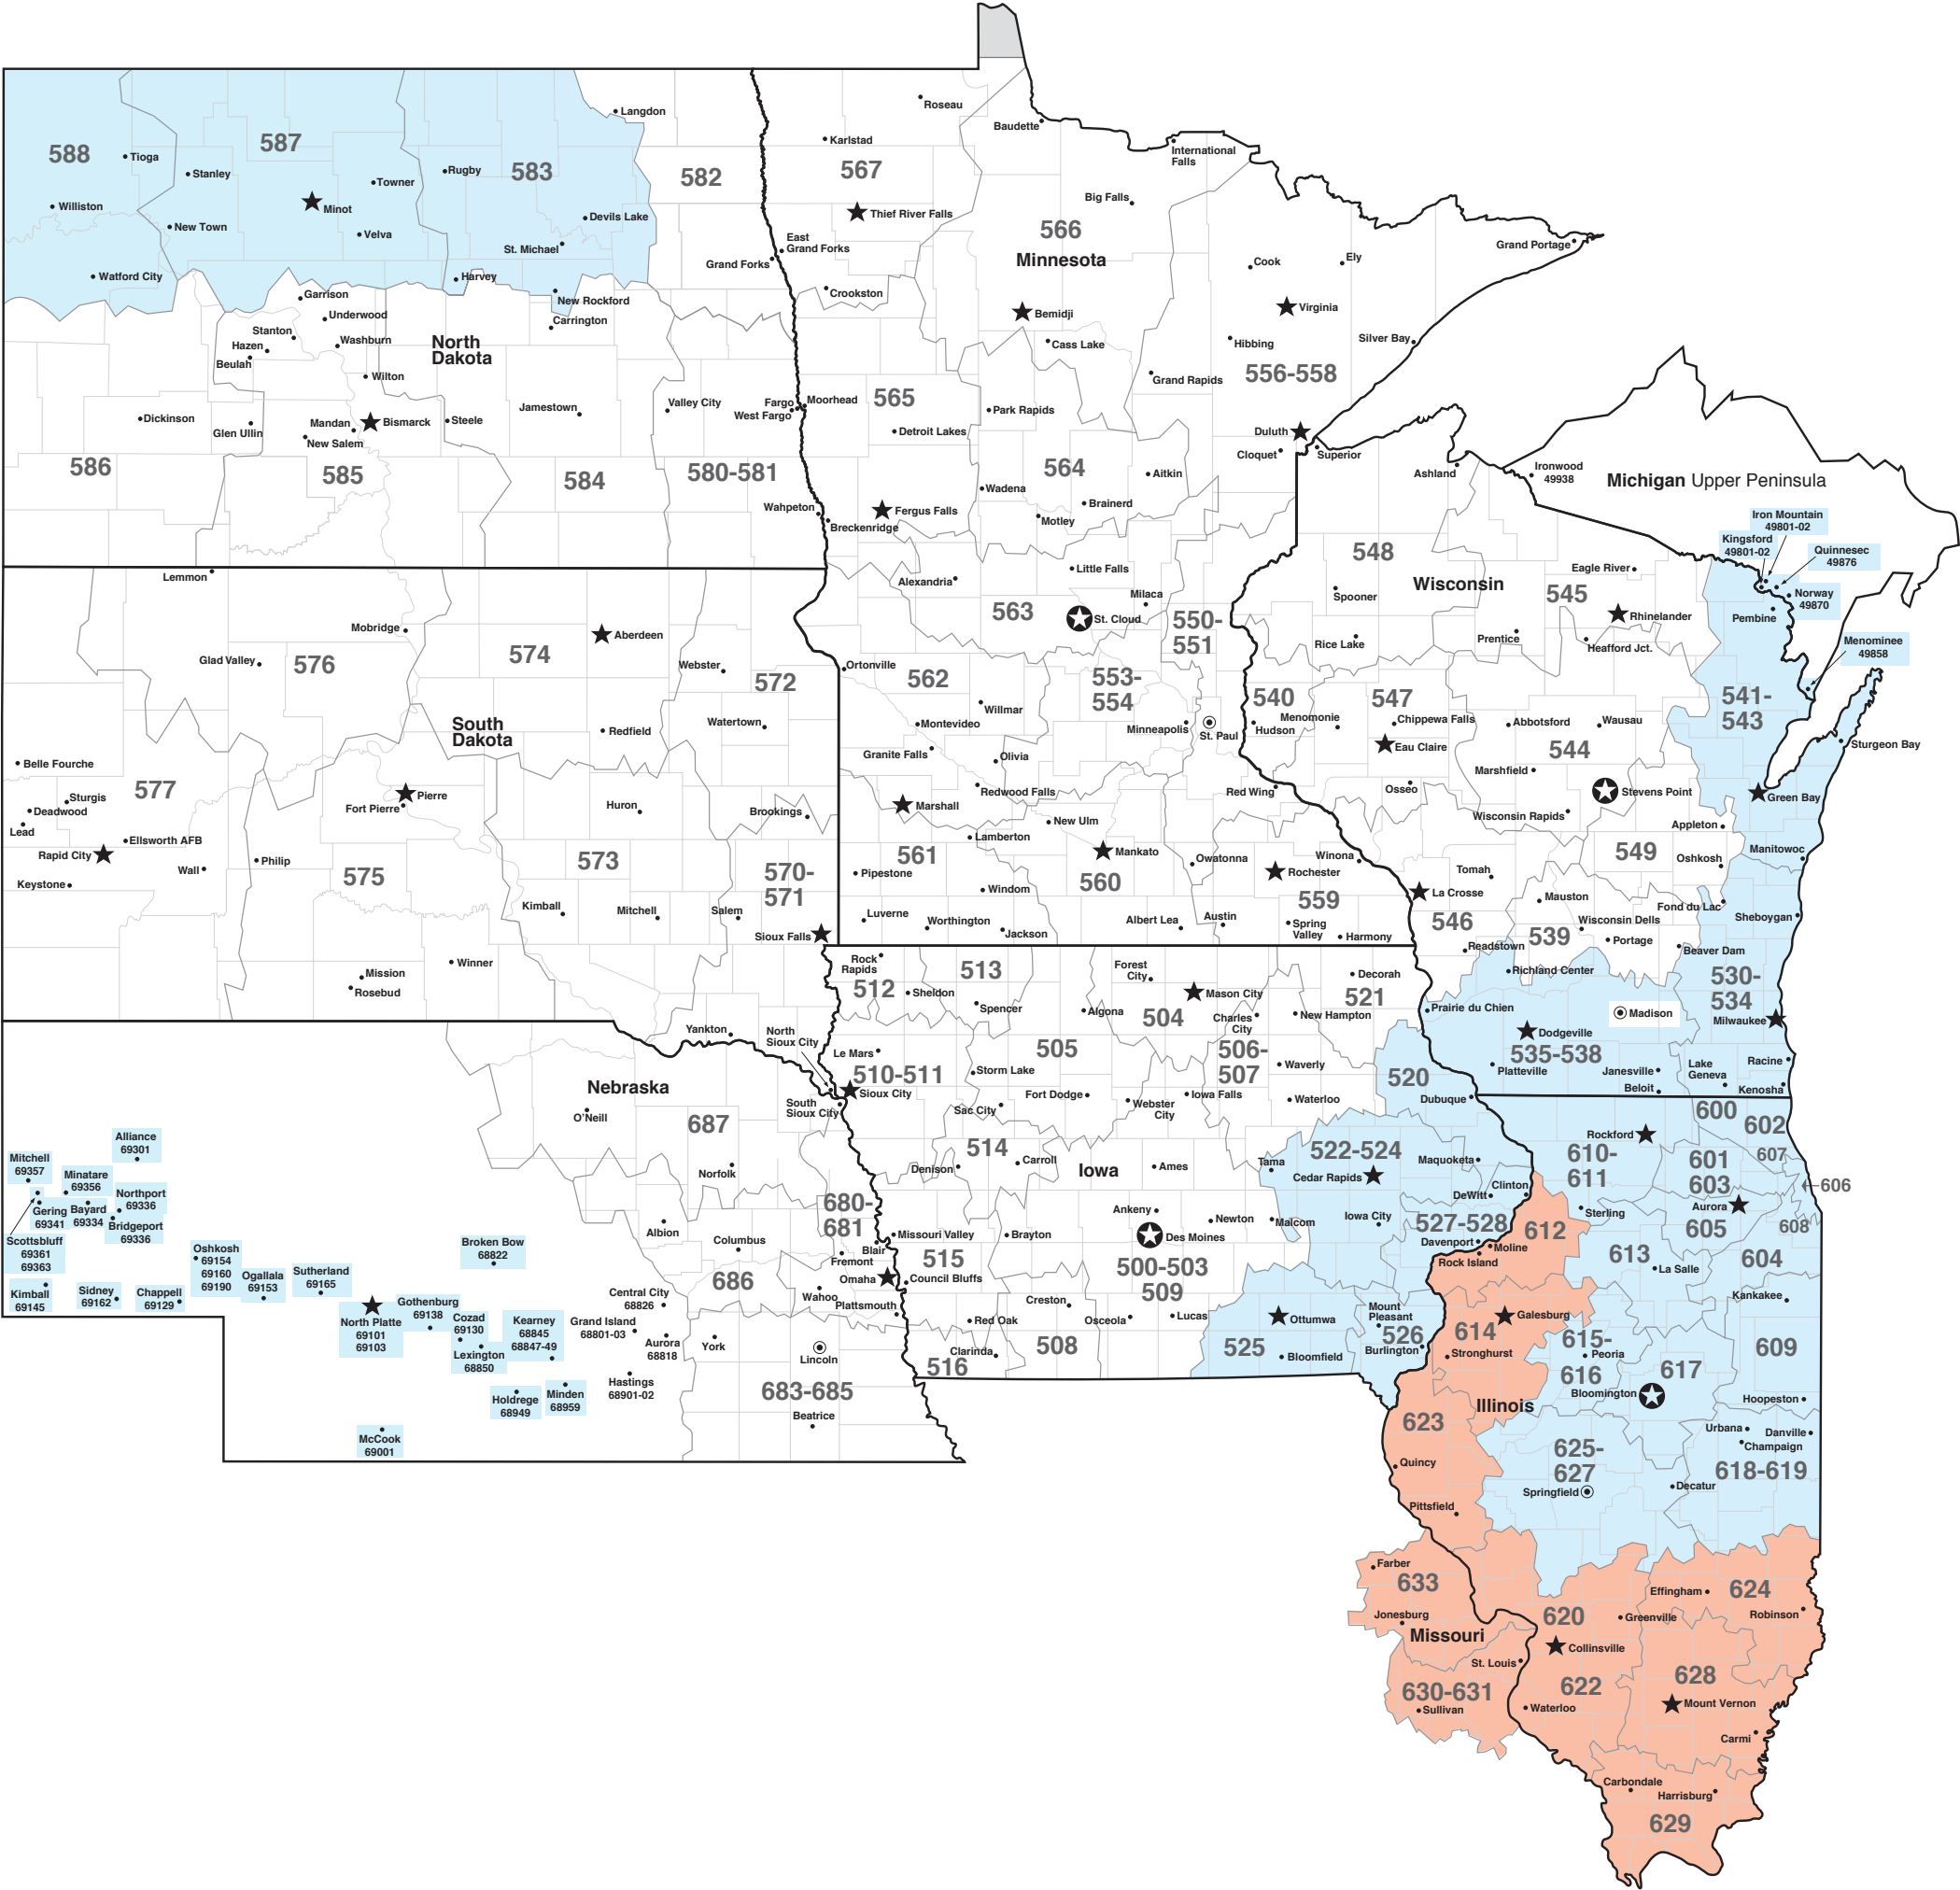 588
Tioga
Williston
Watford City
587
Stanley
Towner
Minot
New Town
Velva
583
Rugby
Devils Lake
St. Michael
Harvey
Langdon
582
Grand Forks
Garrison
Underwood
Stanton
Hazen
Washburn
Beulah
Wilton
New Rockford
Carrington
North
Dakota
Dickinson
Glen Ullin
Mandan
Bismarck
New Salem
Steele
Jamestown
Valley City
Fargo
West Fargo
586
585
584
580-581
Wahpeton
Roseau
Baudette
Karlstad
567
Thief River Falls
International
Falls
Big Falls
566
Minnesota
East
Grand Forks
Crookston
Bemidji
Cass Lake
Cook
Ely
Grand Portage
Virginia
Hibbing
Silver Bay
Grand Rapids
556-558
Moorhead
565
Detroit Lakes
Park Rapids
564
Wadena
Aitkin
Brainerd
Motley
Duluth
Cloquet
Superior
Fergus Falls
Breckenridge
Little Falls
Alexandria
Milaca
563
St. Cloud
550-
551
Ortonville
562
553-
554
Willmar
Montevideo
Minneapolis
St. Paul
Granite Falls
Olivia
Redwood Falls
Red Wing
Marshall
New Ulm
Lamberton
Mankato
561
Owatonna
Winona
Rochester
Pipestone
Windom
560
559
Luverne
Worthington
Jackson
Albert Lea
Austin
Spring
Valley
Harmony
Michigan Upper Peninsula
Ironwood
49938
Iron Mountain
49801-02
Kingsford
49801-02
Quinnesec
49876
Norway
49870
Menominee
49858
Ashland
548
Wisconsin
Spooner
Eagle River
545
Rhinelander
Pembine
Rice Lake
Prentice
Heafford Jct.
540
Hudson
Menomonie
547
Chippewa Falls
Eau Claire
Abbotsford
Wausau
544
541-
543
Sturgeon Bay
Marshfield
Osseo
Stevens Point
Green Bay
Wisconsin Rapids
Appleton
549
Oshkosh
Manitowoc
Tomah
La Crosse
546
Mauston
Fond du Lac
Sheboygan
Wisconsin Dells
539
Portage
Readstown
Beaver Dam
Richland Center
530-
534
Prairie du Chien
Madison
Milwaukee
Dodgeville
535-538
Platteville
Janesville
Beloit
Lake
Geneva
Racine
Kenosha
Lemmon
Mobridge
Aberdeen
Glad Valley
576
574
Webster
572
South
Dakota
Redfield
Watertown
Belle Fourche
577
Sturgis
Deadwood
Lead
Pierre
Fort Pierre
Huron
Brookings
Ellsworth AFB
Rapid City
Philip
Wall
Keystone
575
573
570-
571
Kimball
Mitchell
Salem
Sioux Falls
Winner
Mission
Rosebud
Yankton
North
Sioux City
Rock
Rapids
512
513
Sheldon
Spencer
Forest
City
Mason City
Decorah
521
Algona
504
Charles
City
New Hampton
Le Mars
505
506-
507
Waverly
510-511
Sioux City
Storm Lake
520
Dubuque
Sac City
Fort Dodge
Webster
City
Iowa Falls
Waterloo
514
Denison
Carroll
Iowa
Ames
Tama
522-524
Cedar Rapids
Maquoketa
DeWitt
Clinton
Ankeny
Newton
Malcom
Iowa City
527-528
Davenport
Missouri Valley
515
Brayton
Des Moines
500-503
509
Council Bluffs
Creston
Osceola
Lucas
Red Oak
Clarinda
508
516
Ottumwa
525
Bloomfield
Mount
Pleasant
526
Burlington
Nebraska
O'Neill
687
South
Sioux City
Norfolk
680-
681
Albion
Columbus
Blair
Fremont
Omaha
686
Wahoo
Plattsmouth
York
Lincoln
683-685
Beatrice
Alliance
69301
Mitchell
69357
Minatare
69356
Northport
69336
Gering
69341
Bayard
69334
Bridgeport
69336
Scottsbluff
69361
69363
Kimball
69145
Sidney
69162
Chappell
69129
Oshkosh
69154
69160
69190
Ogallala
69153
Sutherland
69165
Broken Bow
68822
North Platte
69101
69103
Gothenburg
69138
Cozad
69130
Lexington
68850
Kearney
68845
68847-49
Holdrege
68949
Minden
68959
McCook
69001
Central City
68826
Grand Island
68801-03
Aurora
68818
Hastings
68901-02
600
602
Rockford
610-
611
601
603
607
606
Aurora
605
608
Sterling
612
Moline
Rock Island
613
La Salle
604
Kankakee
Galesburg
614
Stronghurst
615-
616
Peoria
617
609
Bloomington
Illinois
Hoopeston
623
Quincy
Urbana
Danville
Champaign
625-
627
618-619
Springfield
Decatur
Pittsfield
Farber
633
Jonesburg
Missouri
St. Louis
630-631
Sullivan
Effingham
624
620
Greenville
Robinson
Collinsville
622
628
Waterloo
Mount Vernon
Carmi
Carbondale
Harrisburg
629